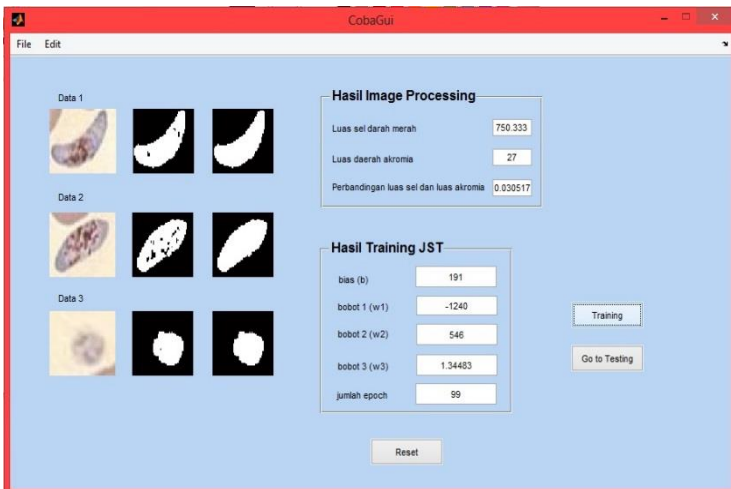 CobaGui
File Edit
Data 1
Data 2
Data 3
Hasil Image Processing
Luas sel darah merah 750.333
Luas daerah akromia 27
Perbandingan luas sel dan luas akromia 0.030517
Hasil Training JST
bias (b) 191
bobot 1 (w1) -1240
bobot 2 (w2) 546
bobot 3 (w3) 1.34483
jumlah epoch 99
Training
Go to Testing
Reset